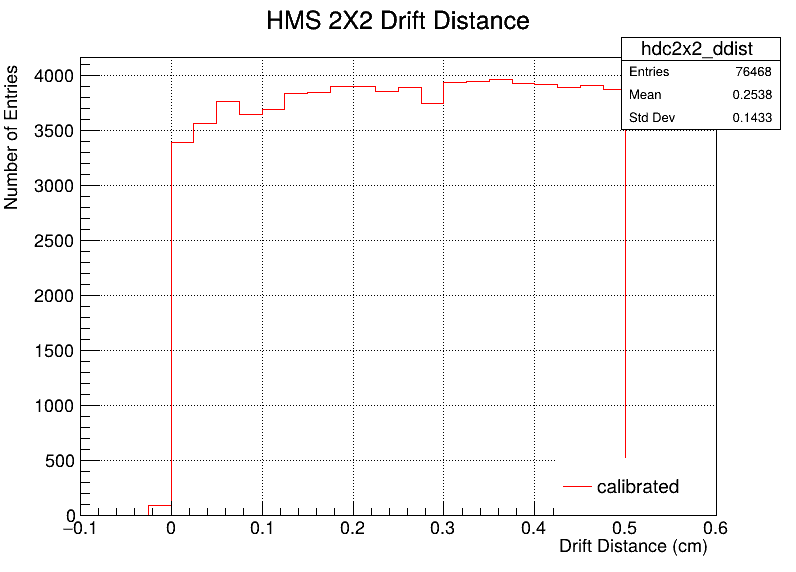 HMS 2X2 Drift Distance
hdc2x2_ddist
Entries 76468
Mean 0.2538
Std Dev 0.1433
Number of Entries
4000
3500
3000
2500
2000
1500
1000
500
0
−0.1 0 0.1 0.2 0.3 0.4 0.5 0.6
calibrated
Drift Distance (cm)